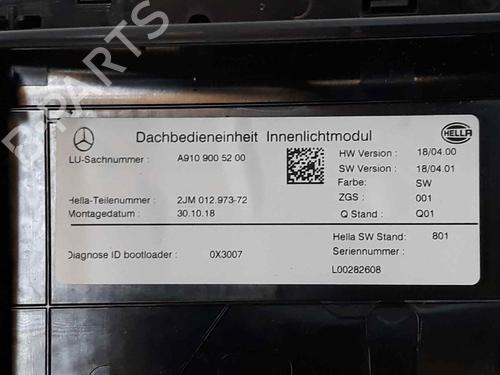 B-PARTS
Dachbedieneinheit Innenlichtmodul
HELLA
LU-Sachnummer : A910 900 52 00
HW Version : 18/04.00
SW Version : 18/04.01
Farbe: SW
Hella-Teilenummer : 2JM 012.973-72
ZGS : 001
Montagedatum : 30.10.18
Q Stand : Q01
Hella SW Stand: 801
Diagnose ID bootloader : 0X3007
Seriennummer :
L00282608